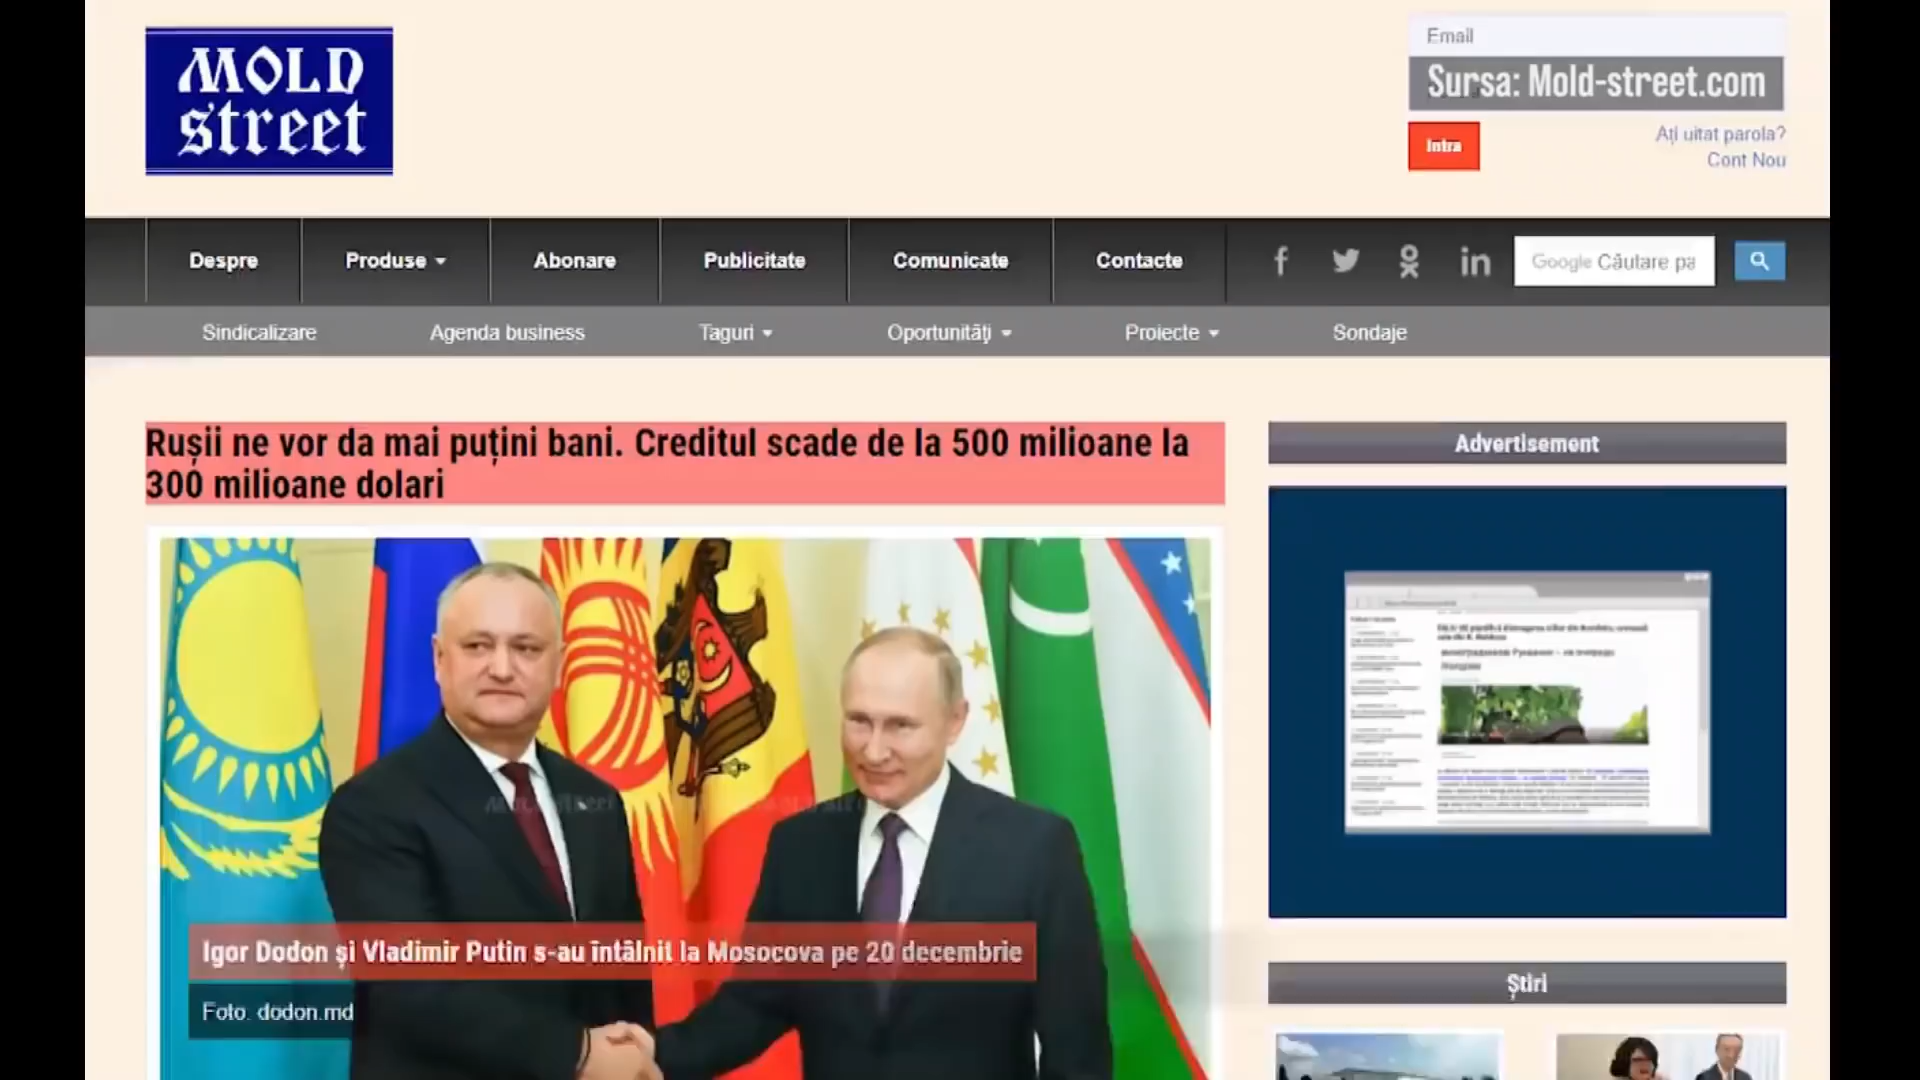 MOLD
street
Email
Sursa: Mold-street.com
Intra
Ați uitat parola?
Cont Nou
Despre
Produse
Abonare
Publicitate
Comunicate
Contacte
Google Căutare pa
Sindicalizare
Agenda business
Taguri
Oportunități
Proiecte
Sondaje
Rușii ne vor da mai puțini bani. Creditul scade de la 500 milioane la
300 milioane dolari
Advertisement
Igor Dodon și Vladimir Putin s-au întâlnit la Mosocova pe 20 decembrie
Foto. dodon.md
Știri